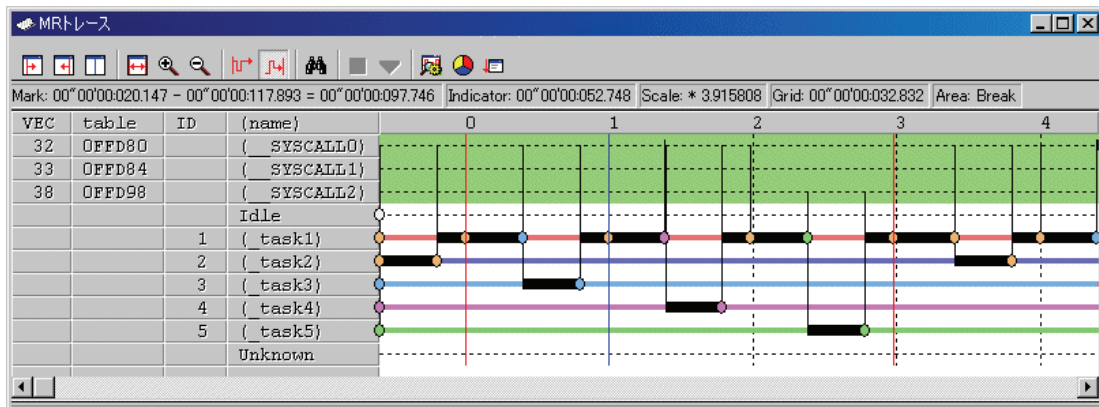 MRトレース
Mark: 00"00'00:020.147 - 00"00'00:117.893 = 00"00'00:097.746 Indicator: 00"00'00:052.748 Scale: * 3.915808 Grid: 00"00'00:032.832 Area: Break
VEC table ID (name) 0 1 2 3 4
32 0FFD80 (__SYSCALL0)
33 0FFD84 (__SYSCALL1)
38 0FFD98 (__SYSCALL2)
Idle
1 (_task1)
2 (_task2)
3 (_task3)
4 (_task4)
5 (_task5)
Unknown